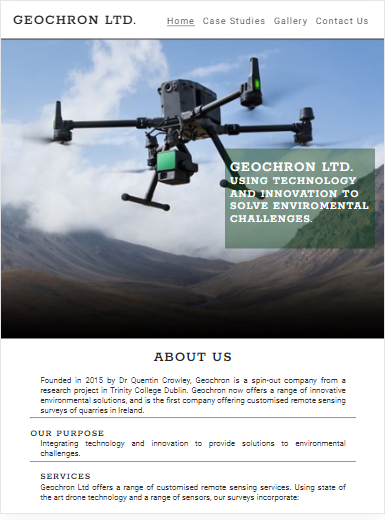 GEOCHRON LTD.
Home Case Studies Gallery Contact Us
GEOCHRON LTD.
USING TECHNOLOGY
AND INNOVATION TO
SOLVE ENVIROMENTAL
CHALLENGES.
ABOUT US
Founded in 2015 by Dr Quentin Crowley, Geochron is a spin-out company from a
research project in Trinity College Dublin. Geochron now offers a range of innovative
environmental solutions, and is the first company offering customised remote sensing
surveys of quarries in Ireland.
OUR PURPOSE
Integrating technology and innovation to provide solutions to environmental
challenges.
SERVICES
Geochron Ltd offers a range of customised remote sensing services. Using state of
the art drone technology and a range of sensors, our surveys incorporate: